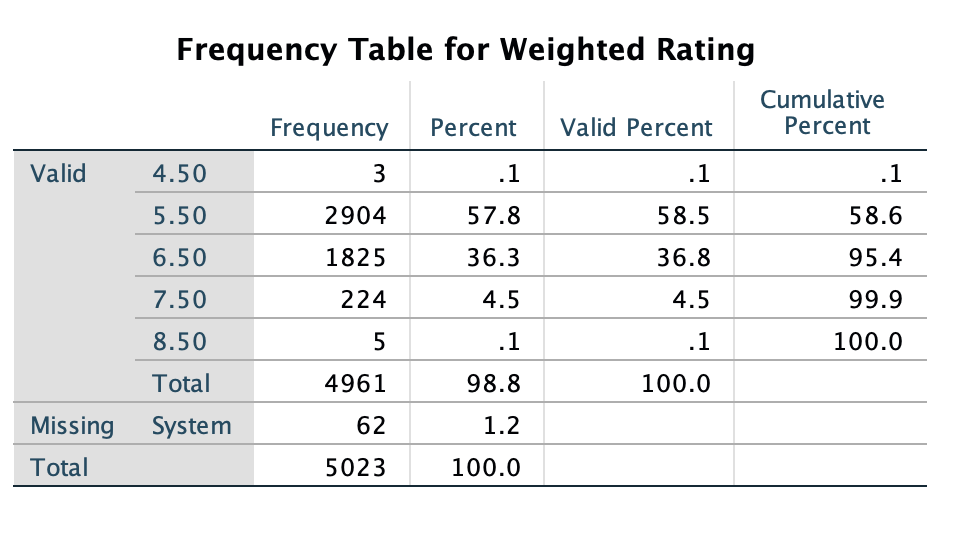 Frequency Table for Weighted Rating
Frequency Percent Valid Percent Cumulative Percent
Valid 4.50 3 .1 .1 .1
5.50 2904 57.8 58.5 58.6
6.50 1825 36.3 36.8 95.4
7.50 224 4.5 4.5 99.9
8.50 5 .1 .1 100.0
Total 4961 98.8 100.0
Missing System 62 1.2
Total 5023 100.0